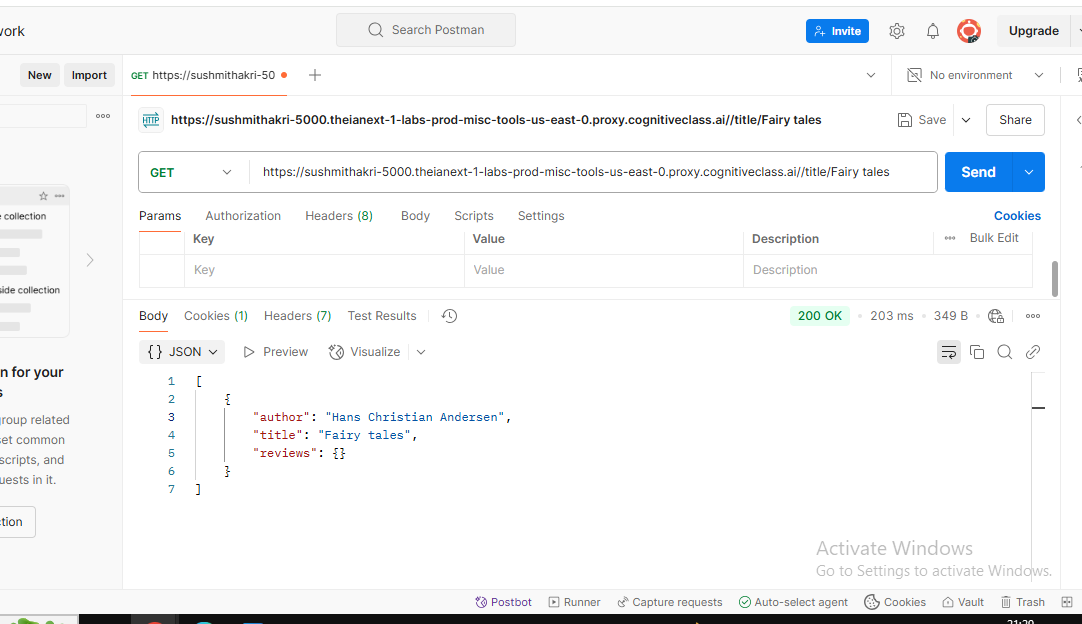 work
Search Postman
Invite
Upgrade
New
Import
GET https://sushmithakri-50
No environment
HTTP
https://sushmithakri-5000.theianext-1-labs-prod-misc-tools-us-east-0.proxy.cognitiveclass.ai//title/Fairy tales
Save
Share
GET
https://sushmithakri-5000.theianext-1-labs-prod-misc-tools-us-east-0.proxy.cognitiveclass.ai//title/Fairy tales
Send
Params Authorization Headers (8) Body Scripts Settings Cookies
Key Value Description Bulk Edit
Key Value Description
collection
side collection
Body Cookies (1) Headers (7) Test Results 200 OK 203 ms 349 B
{} JSON Preview Visualize
1 [
2 {
3 "author": "Hans Christian Andersen",
4 "title": "Fairy tales",
5 "reviews": {}
6 }
7 ]
n for your
s
group related
set common
scripts, and
uests in it.
ction
Activate Windows
Go to Settings to activate Windows.
Postbot Runner Capture requests Auto-select agent Cookies Vault Trash